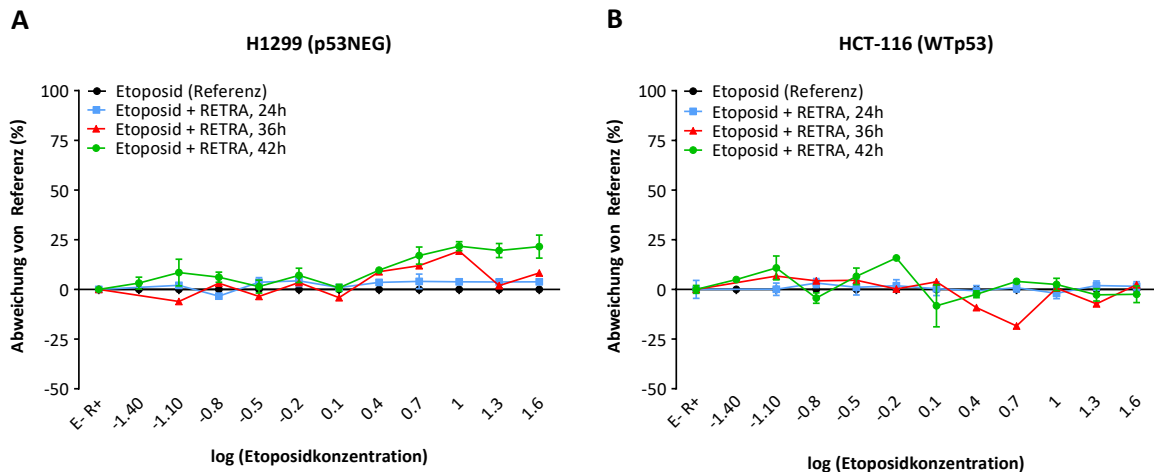 A
H1299 (p53NEG)
Abweichung von Referenz (%)
100
75
50
25
0
-25
-50
Etoposid (Referenz)
Etoposid + RETRA, 24h
Etoposid + RETRA, 36h
Etoposid + RETRA, 42h
E- R+
-1.40
-1.10
-0.8
-0.5
-0.2
0.1
0.4
0.7
1
1.3
1.6
log (Etoposidkonzentration)
B
HCT-116 (WTp53)
Abweichung von Referenz (%)
100
75
50
25
0
-25
-50
Etoposid (Referenz)
Etoposid + RETRA, 24h
Etoposid + RETRA, 36h
Etoposid + RETRA, 42h
E- R+
-1.40
-1.10
-0.8
-0.5
-0.2
0.1
0.4
0.7
1
1.3
1.6
log (Etoposidkonzentration)